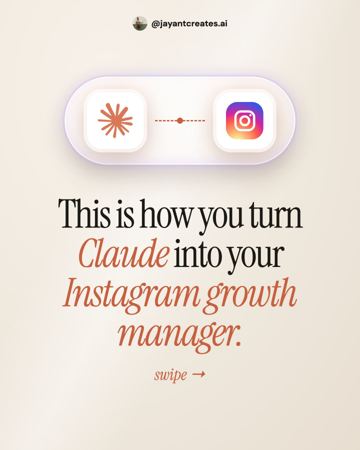 @jayantcreates.ai
This is how you turn
Claude into your
Instagram growth
manager.
swipe →